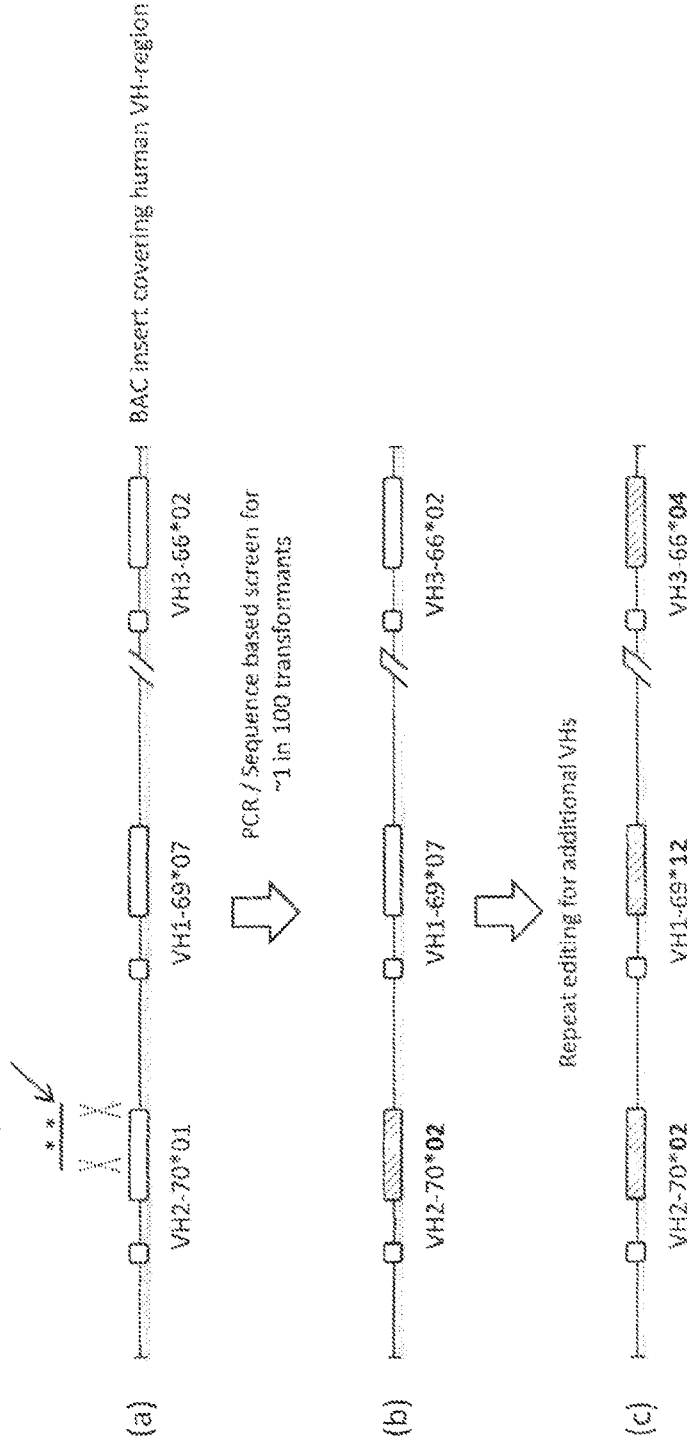 (a)
BAC insert covering human VH-region
VH2-70*01
VH1-69*07
VH3-66*02
* *
PCR / Sequence based screen for
~1 in 100 transformants
(b)
VH2-70*02
VH1-69*07
VH3-66*02
Repeat editing for additional VHs
(c)
VH2-70*02
VH1-69*12
VH3-66*04